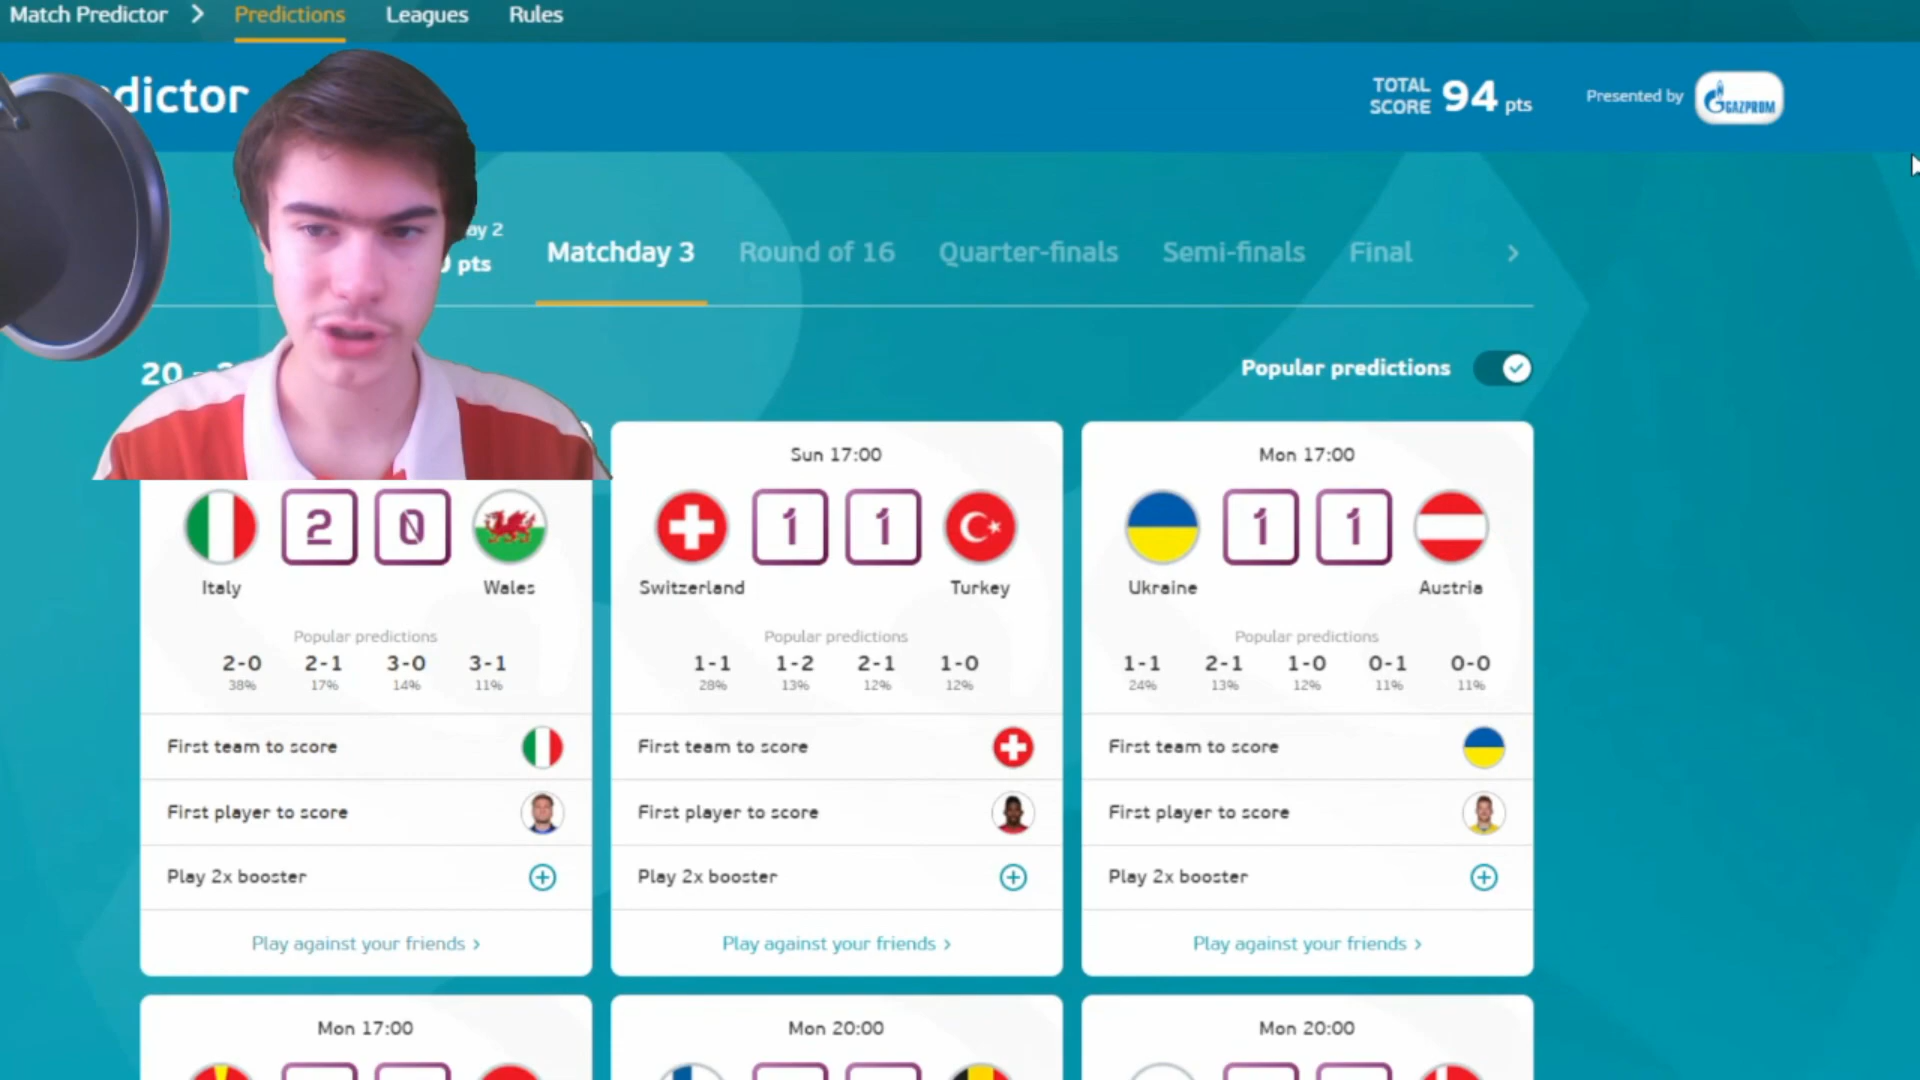 Match Predictor > Predictions Leagues Rules
dictor
TOTAL SCORE 94 pts
Presented by GAZPROM
ay 2
pts
Matchday 3
Round of 16
Quarter-finals
Semi-finals
Final
20 -
Popular predictions
2 0
Italy Wales
Popular predictions
2-0 2-1 3-0 3-1
38% 17% 14% 11%
First team to score
First player to score
Play 2x booster
Play against your friends >
Sun 17:00
1 1
Switzerland Turkey
Popular predictions
1-1 1-2 2-1 1-0
28% 13% 12% 12%
First team to score
First player to score
Play 2x booster
Play against your friends >
Mon 17:00
1 1
Ukraine Austria
Popular predictions
1-1 2-1 1-0 0-1 0-0
24% 13% 12% 11% 11%
First team to score
First player to score
Play 2x booster
Play against your friends >
Mon 17:00
Mon 20:00
Mon 20:00